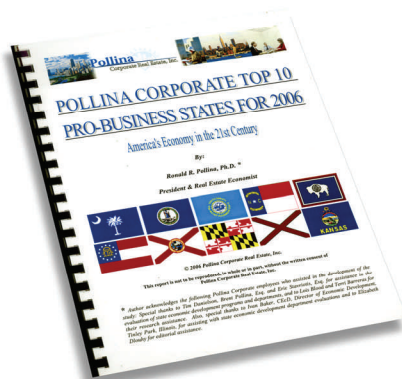 Pollina
Corporate Real Estate, Inc.
POLLINA CORPORATE TOP 10
PRO-BUSINESS STATES FOR 2006
America's Economy in the 21st Century
By:
Ronald R. Pollina, Ph.D. *
President & Real Estate Economist
KANSAS
© 2006 Pollina Corporate Real Estate, Inc.
This report is not to be reproduced, in whole or in part, without the written consent of
Pollina Corporate Real Estate, Inc.
* Author acknowledges the following Pollina Corporate employees who assisted in the development of the
study: Special thanks to Tim Danielson, Brent Pollina, Esq. and Eric Stavriotis, Esq. for assistance in the
evaluation of state economic development programs and departments, and to Lois Blood and Terri Barreras for
their research assistance. Also, special thanks to Ivan Baker, CEcD, Director of Economic Development,
Tinley Park, Illinois, for assisting with state economic development department evaluations and to Elizabeth
Dlouhy for editorial assistance.